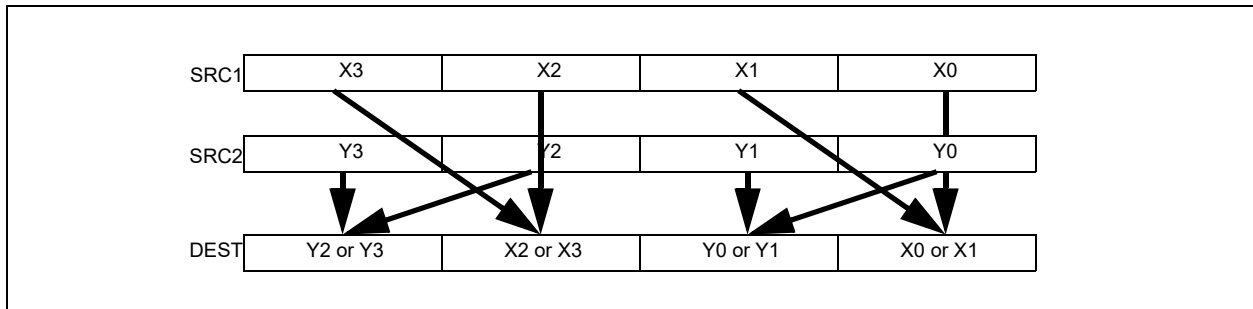 SRC1 X3 X2 X1 X0
SRC2 Y3 Y2 Y1 Y0
DEST Y2 or Y3 X2 or X3 Y0 or Y1 X0 or X1